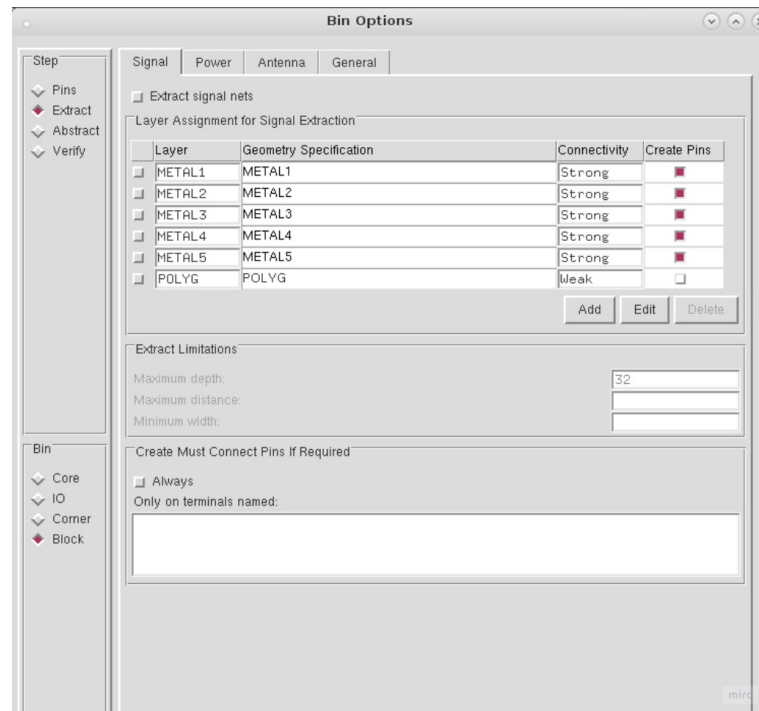 Bin Options
Step
Pins
Extract
Abstract
Verify
Bin
Core
IO
Corner
Block
Signal Power Antenna General
Extract signal nets
Layer Assignment for Signal Extraction
Layer Geometry Specification Connectivity Create Pins
METAL1 METAL1 Strong
METAL2 METAL2 Strong
METAL3 METAL3 Strong
METAL4 METAL4 Strong
METAL5 METAL5 Strong
POLYG POLYG Weak
Add Edit Delete
Extract Limitations
Maximum depth: 32
Maximum distance:
Minimum width:
Create Must Connect Pins If Required
Always
Only on terminals named: